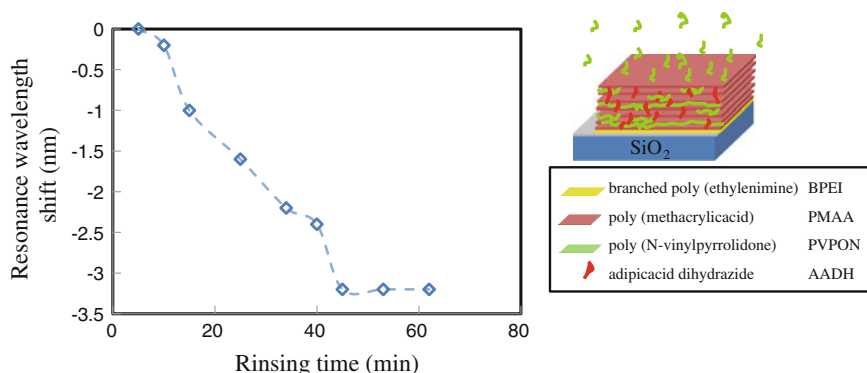 0
-0.5
-1
-1.5
-2
-2.5
-3
-3.5
0
20
40
60
80
Resonance wavelength
shift (nm)
Rinsing time (min)
SiO2
branched poly (ethylenimine) BPEI
poly (methacrylicacid) PMAA
poly (N-vinylpyrrolidone) PVPON
adipicacid dihydrazide AADH